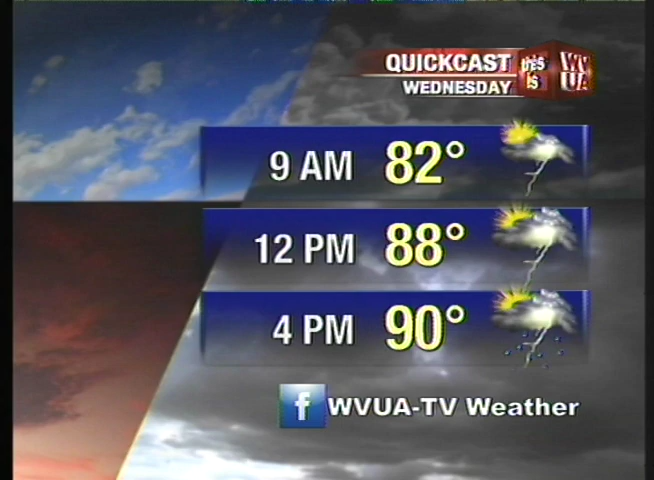 QUICKCAST
WEDNESDAY
this is
WVUA
9 AM 82°
12 PM 88°
4 PM 90°
f WVUA-TV Weather